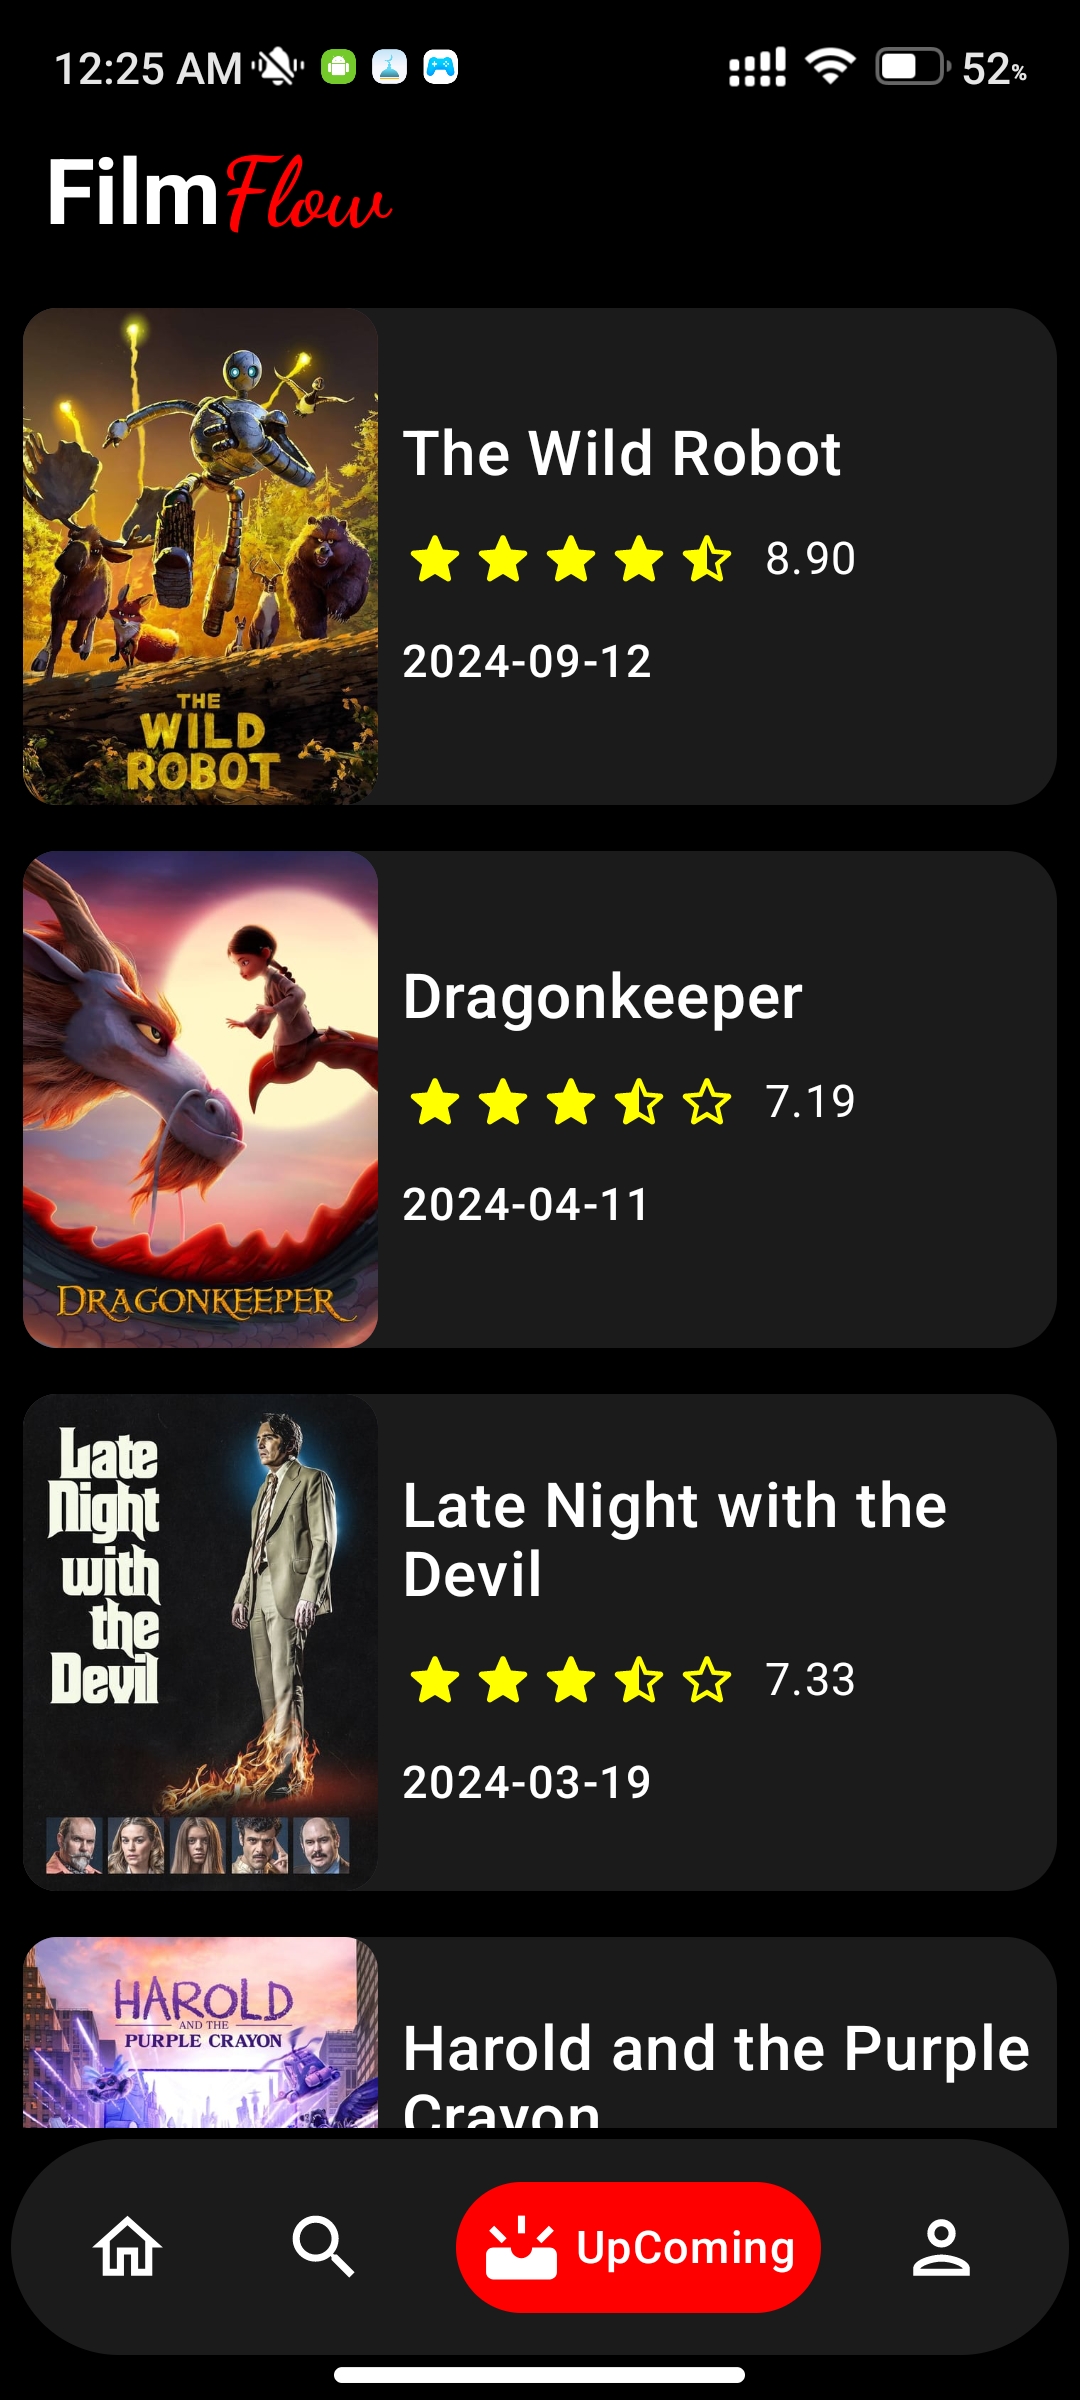 12:25 AM 52%
FilmFlow
THE
WILD
ROBOT
The Wild Robot
8.90
2024-09-12
DRAGONKEEPER
Dragonkeeper
7.19
2024-04-11
Late
Night
with
the
Devil
Late Night with the
Devil
7.33
2024-03-19
HAROLD
AND THE
PURPLE CRAYON
Harold and the Purple
Crayon
UpComing